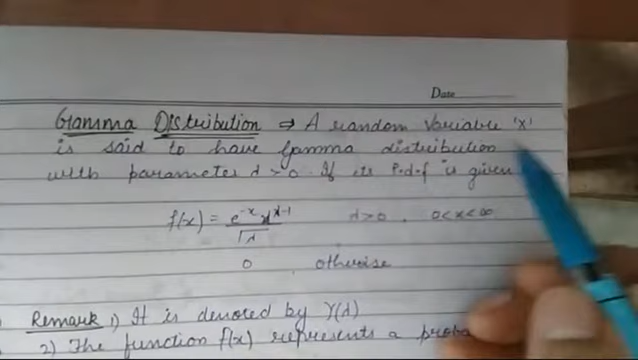 Date
Gamma Distribution ⇒ A random Variable 'X'
is said to have Gamma distribution
with parameter λ > 0. If its P.d.f is given
f(x) = e^{-x} x^{λ-1} / Γλ   λ>0, 0<x<∞
0, otherwise
Remark 1) It is denoted by γ(λ)
2) The function f(x) represents a proba